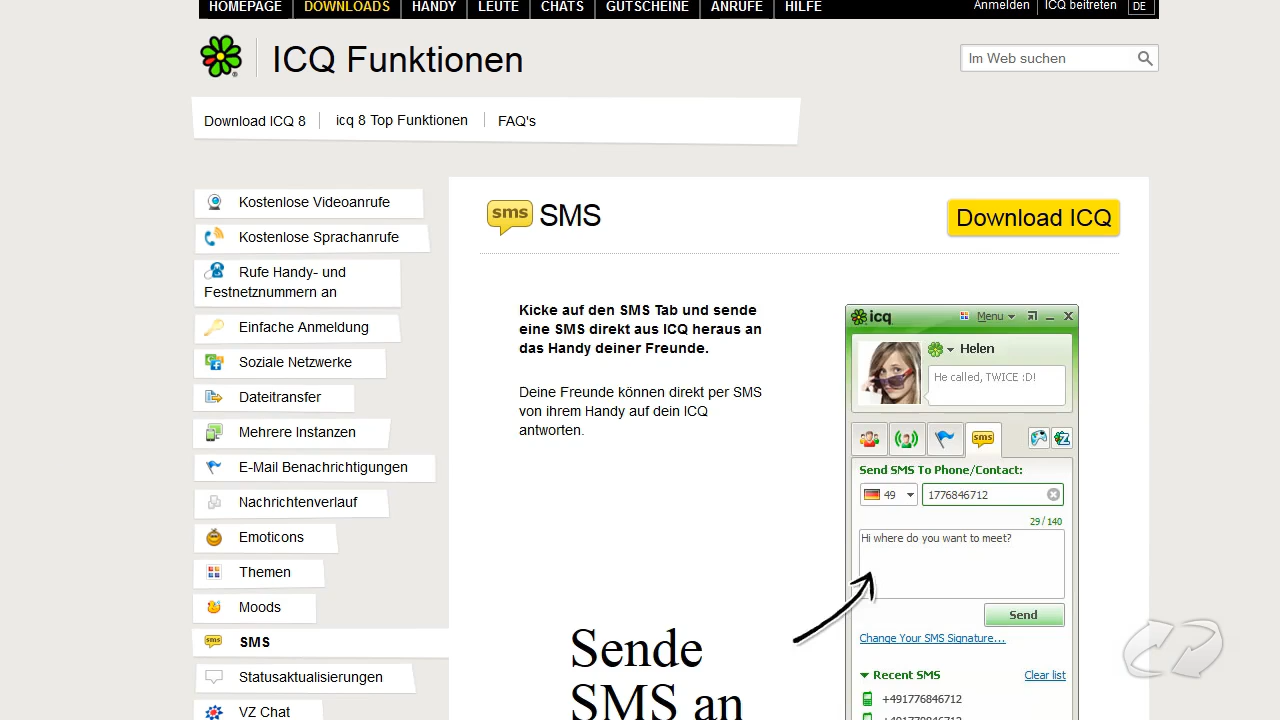 HOMEPAGE DOWNLOADS HANDY LEUTE CHATS GUTSCHEINE ANRUFE HILFE Anmelden ICQ beitreten DE
ICQ Funktionen
Im Web suchen
Download ICQ 8 icq 8 Top Funktionen FAQ's
Kostenlose Videoanrufe
Kostenlose Sprachanrufe
Rufe Handy- und
Festnetznummern an
Einfache Anmeldung
Soziale Netzwerke
Dateitransfer
Mehrere Instanzen
E-Mail Benachrichtigungen
Nachrichtenverlauf
Emoticons
Themen
Moods
sms SMS
Statusaktualisierungen
VZ Chat
sms SMS
Download ICQ
Kicke auf den SMS Tab und sende
eine SMS direkt aus ICQ heraus an
das Handy deiner Freunde.
Deine Freunde können direkt per SMS
von ihrem Handy auf dein ICQ
antworten.
Sende
SMS an
icq Menu
Helen
He called, TWICE :D!
sms
Send SMS To Phone/Contact:
49 1776846712
29/140
Hi where do you want to meet?
Send
Change Your SMS Signature...
Recent SMS Clear list
+491776846712